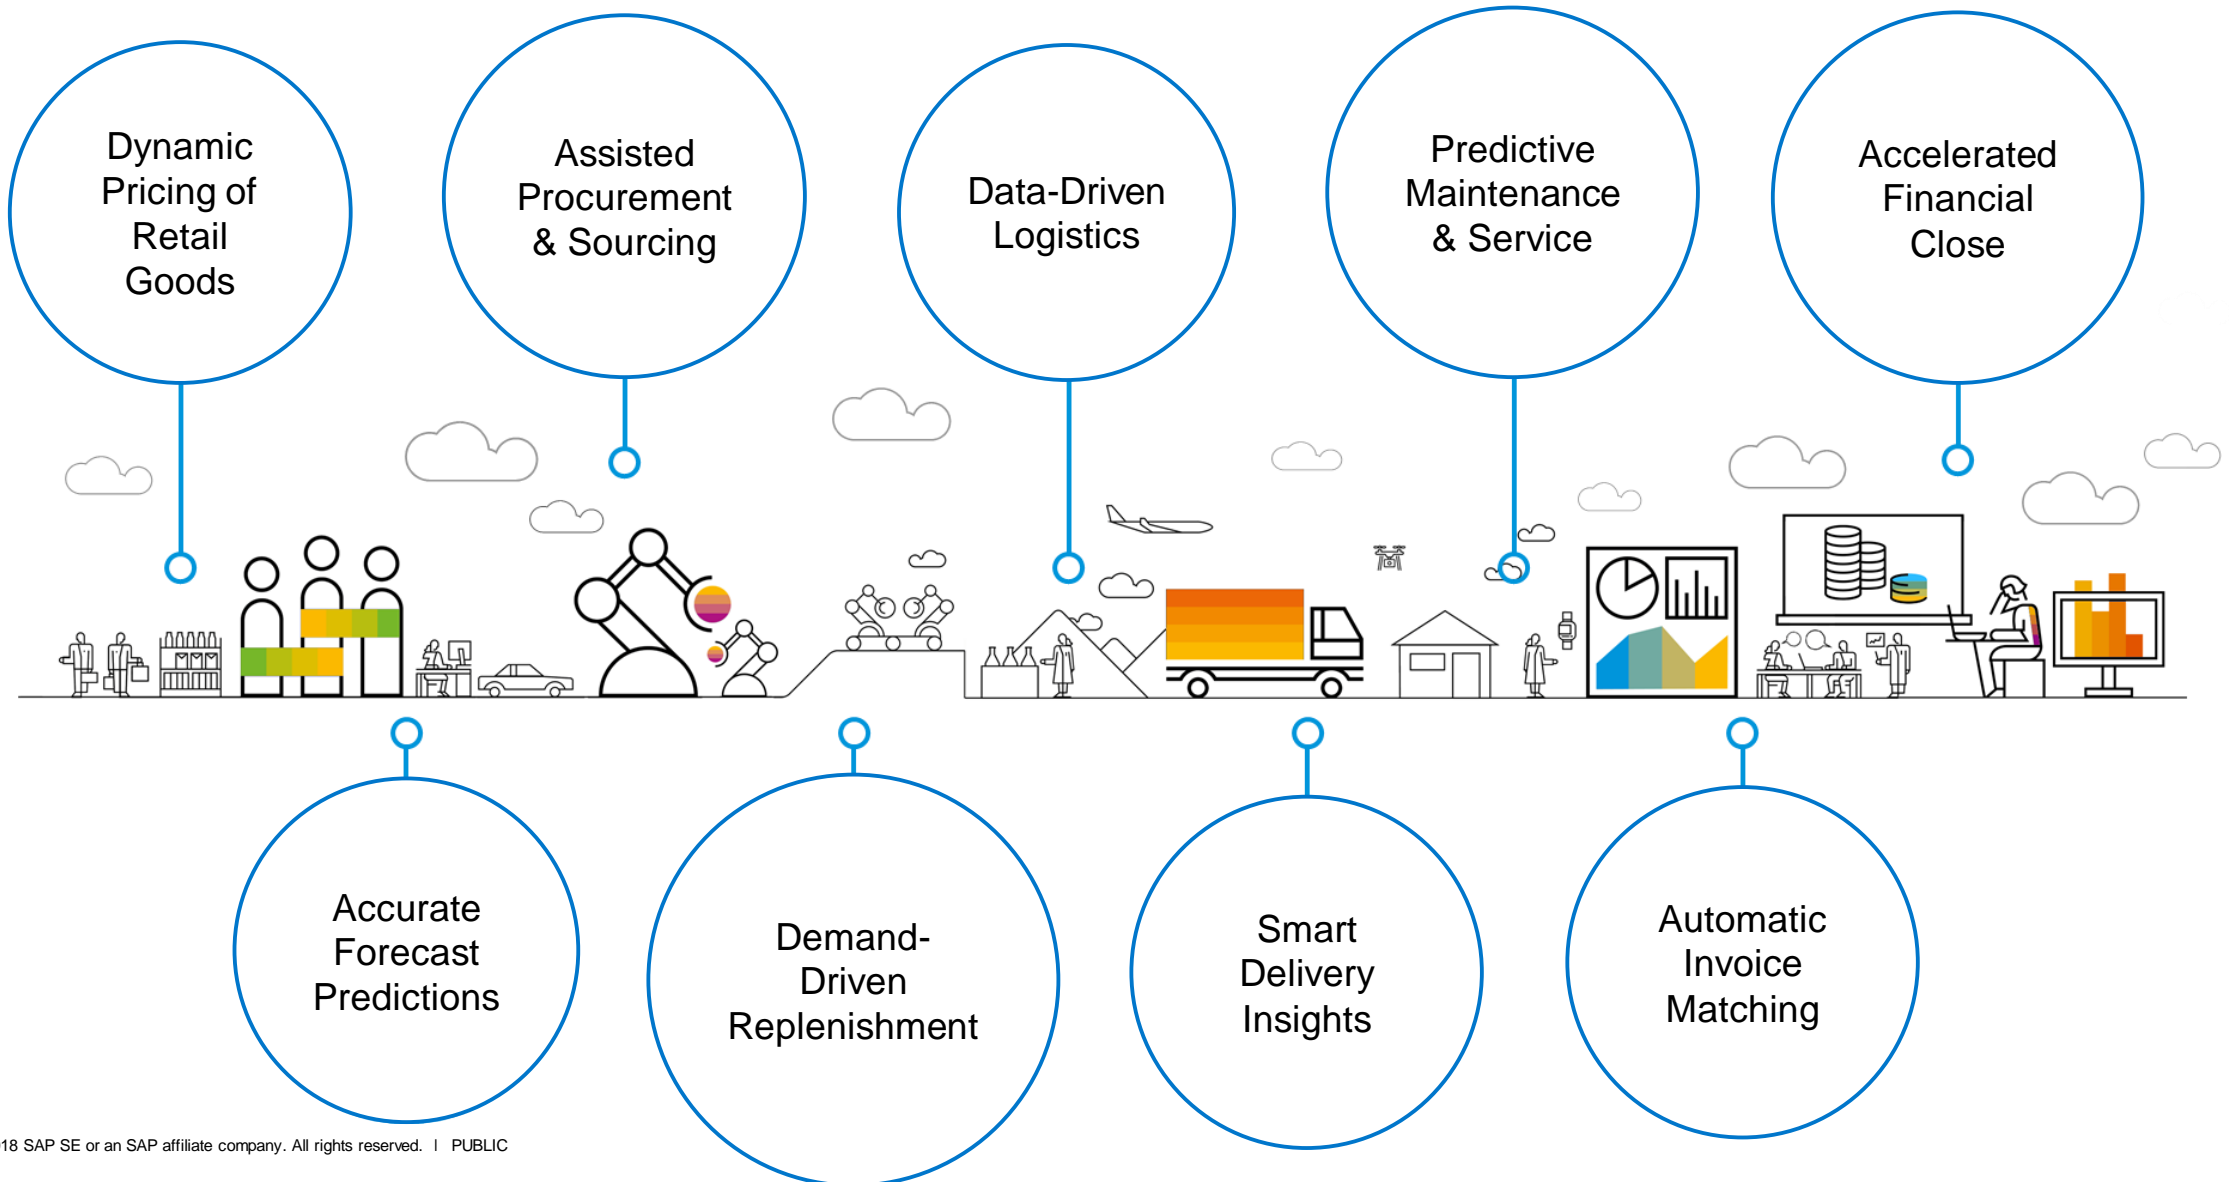 Dynamic
Pricing of
Retail
Goods
Assisted
Procurement
& Sourcing
Data-Driven
Logistics
Predictive
Maintenance
& Service
Accelerated
Financial
Close
Accurate
Forecast
Predictions
Demand-
Driven
Replenishment
Smart
Delivery
Insights
Automatic
Invoice
Matching
18 SAP SE or an SAP affiliate company. All rights reserved. | PUBLIC